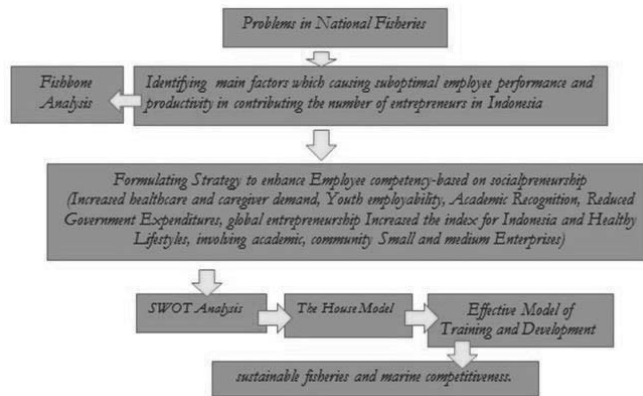 Problems in National Fisheries
Fishbone
Analysis
Identifying main factors which causing suboptimal employee performance and
productivity in contributing the number of entrepreneurs in Indonesia
Formulating Strategy to enhance Employee competency-based on socialpreneurship
(Increased healthcare and caregiver demand, Youth employability, Academic Recognition, Reduced
Government Expenditures, global entrepreneurship Increased the index for Indonesia and Healthy
Lifestyles, involving academic, community Small and medium Enterprises)
SWOT Analysis
The House Model
Effective Model of
Training and Development
sustainable fisheries and marine competitiveness.